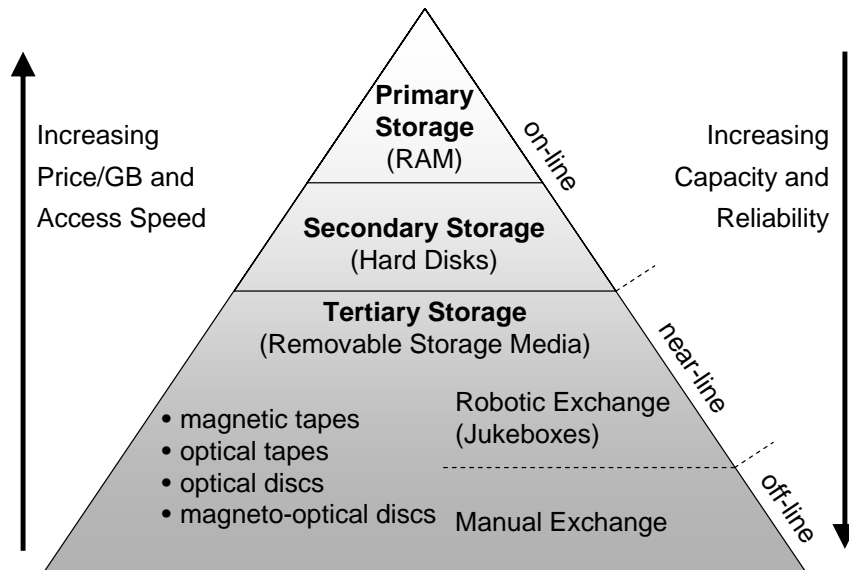 Primary
Storage
(RAM)
on-line
Increasing
Price/GB and
Access Speed
Increasing
Capacity and
Reliability
Secondary Storage
(Hard Disks)
Tertiary Storage
(Removable Storage Media)
near-line
• magnetic tapes
• optical tapes
• optical discs
• magneto-optical discs
Robotic Exchange
(Jukeboxes)
Manual Exchange
off-line